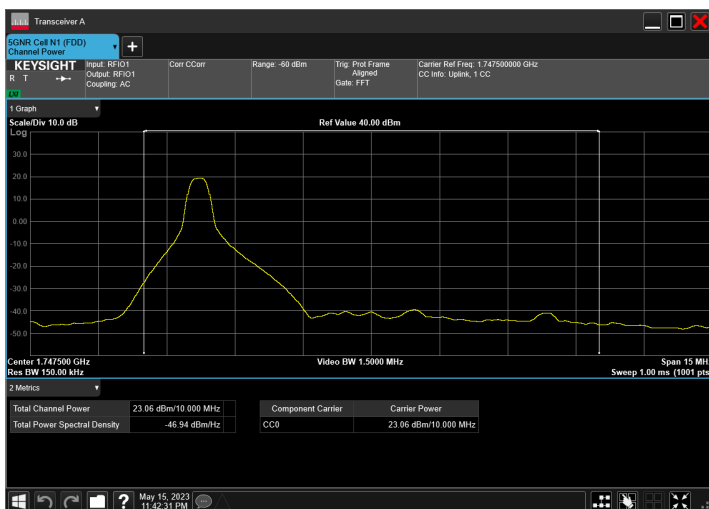 Transceiver A
5GNR Cell N1 (FDD)
Channel Power
KEYSIGHT
R T
LXI
Input: RFIO1
Output: RFIO1
Coupling: AC
Corr CCorr
Range: -60 dBm
Trig: Prot Frame
Aligned
Gate: FFT
Carrier Ref Freq: 1.747500000 GHz
CC Info: Uplink, 1 CC
1 Graph
Scale/Div 10.0 dB
Ref Value 40.00 dBm
Log
30.0
20.0
10.0
0.00
-10.0
-20.0
-30.0
-40.0
-50.0
Center 1.747500 GHz
Video BW 1.5000 MHz
Span 15 MH
Res BW 150.00 kHz
Sweep 1.00 ms (1001 pts
2 Metrics
Total Channel Power 23.06 dBm/10.000 MHz
Total Power Spectral Density -46.94 dBm/Hz
Component Carrier Carrier Power
CC0 23.06 dBm/10.000 MHz
?
May 15, 2023
11:42:31 PM